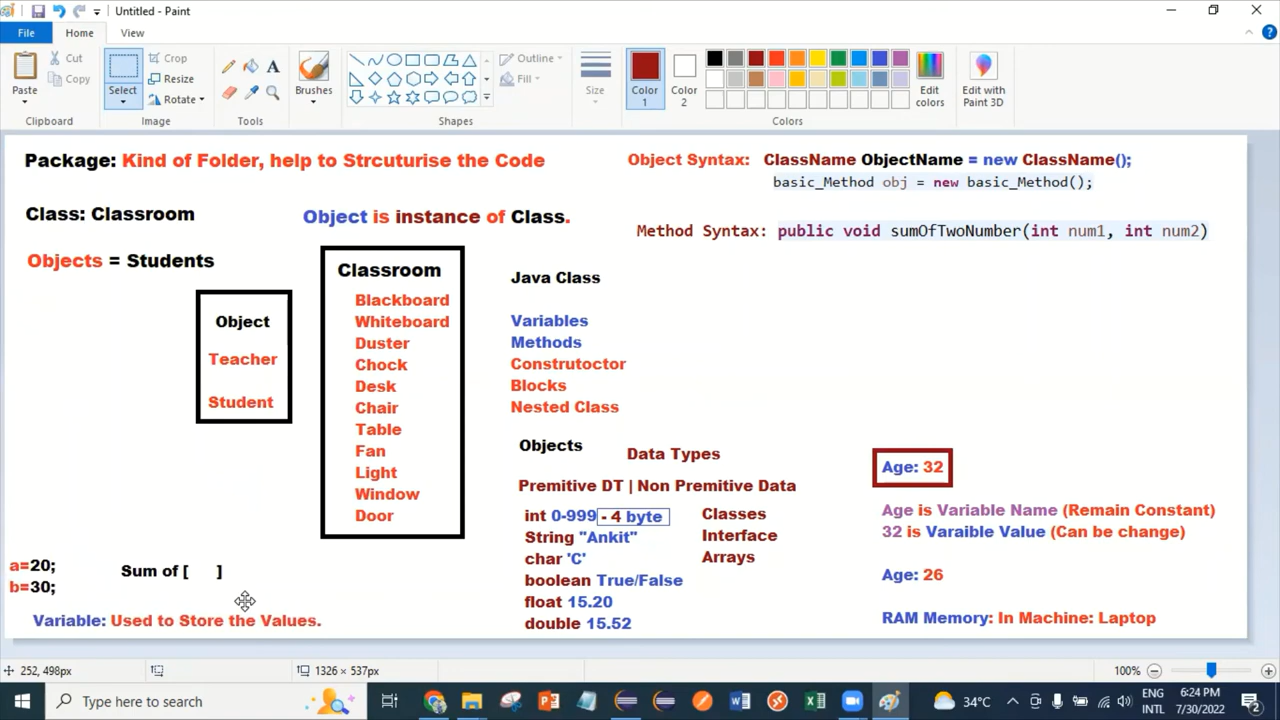 Untitled - Paint
File
Home
View
Paste
Cut
Copy
Clipboard
Select
Crop
Resize
Rotate
Image
A
Tools
Brushes
Shapes
Outline
Fill
Size
Color 1
Color 2
Edit colors
Colors
Edit with Paint 3D
Package: Kind of Folder, help to Strcuturise the Code
Object Syntax: ClassName ObjectName = new ClassName();
basic_Method obj = new basic_Method();
Class: Classroom
Object is instance of Class.
Method Syntax: public void sumOfTwoNumber(int num1, int num2)
Objects = Students
Object
Teacher
Student
Classroom
Blackboard
Whiteboard
Duster
Chock
Desk
Chair
Table
Fan
Light
Window
Door
Java Class
Variables
Methods
Construtoctor
Blocks
Nested Class
Objects
Data Types
Premitive DT | Non Premitive Data
int 0-999 - 4 byte
String "Ankit"
char 'C'
boolean True/False
float 15.20
double 15.52
Classes
Interface
Arrays
Age: 32
Age is Variable Name (Remain Constant)
32 is Varaible Value (Can be change)
Age: 26
RAM Memory: In Machine: Laptop
a=20;
b=30;
Sum of [ ]
Variable: Used to Store the Values.
252, 498px
1326 × 537px
100%
Type here to search
34°C
ENG
INTL
6:24 PM
7/30/2022
2